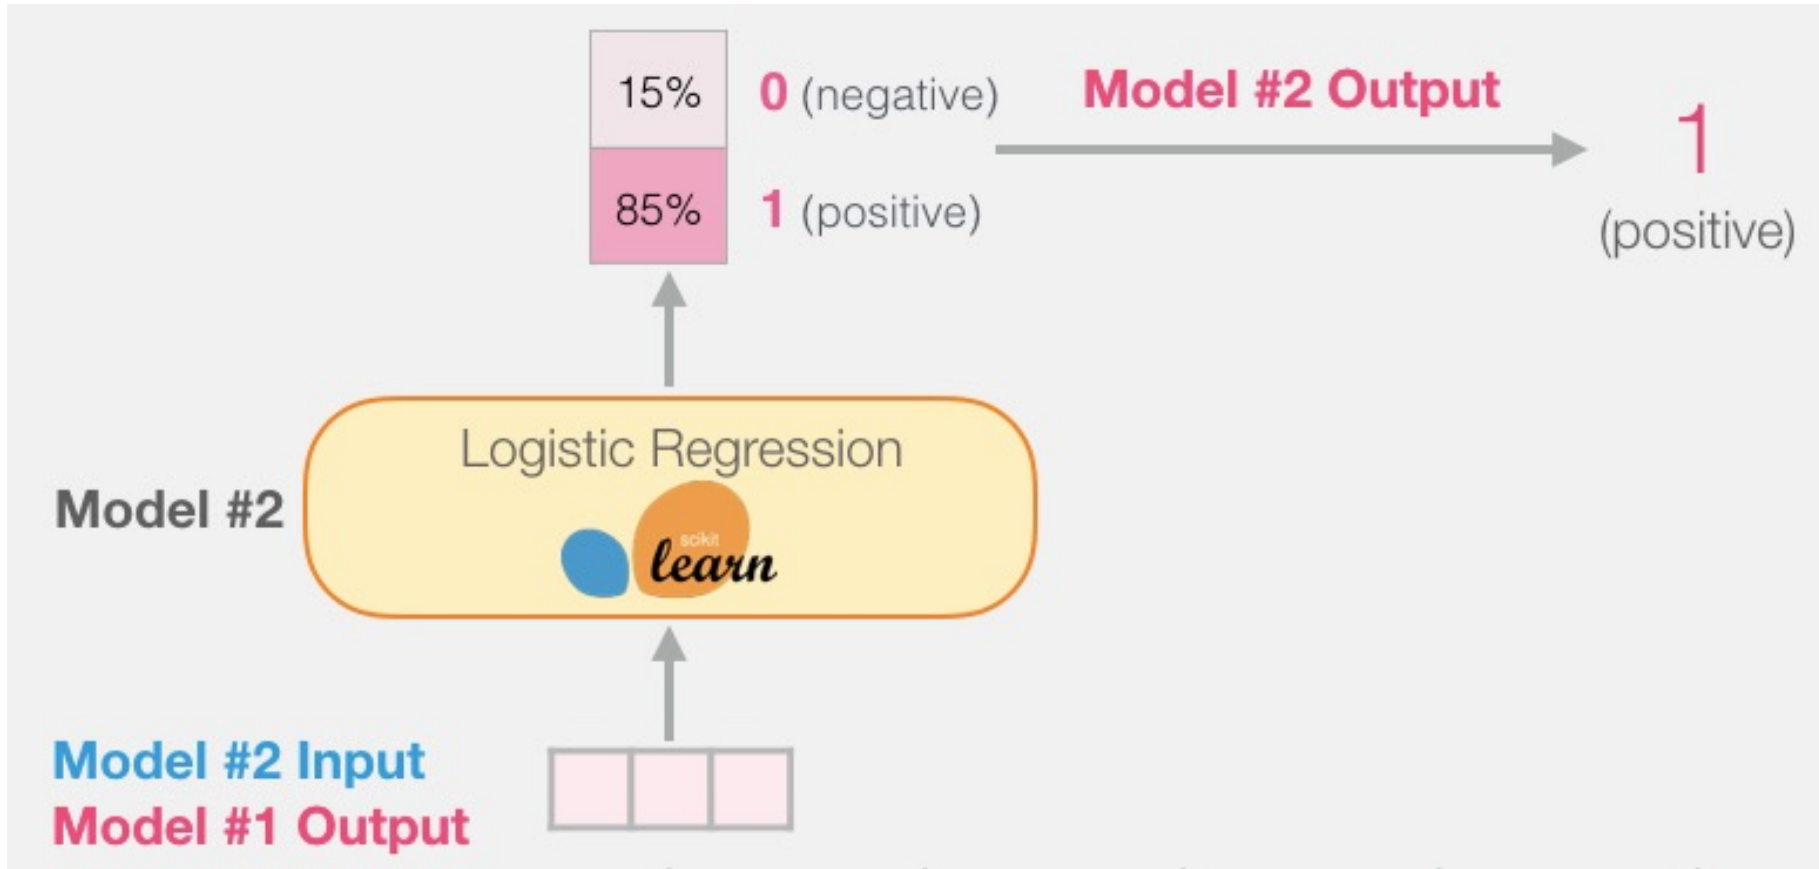 15% 0 (negative)
Model #2 Output
1
85% 1 (positive)
(positive)
Logistic Regression
Model #2
scikit
learn
Model #2 Input
Model #1 Output